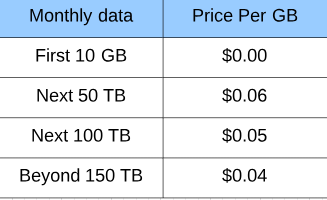 Monthly data Price Per GB
First 10 GB $0.00
Next 50 TB $0.06
Next 100 TB $0.05
Beyond 150 TB $0.04